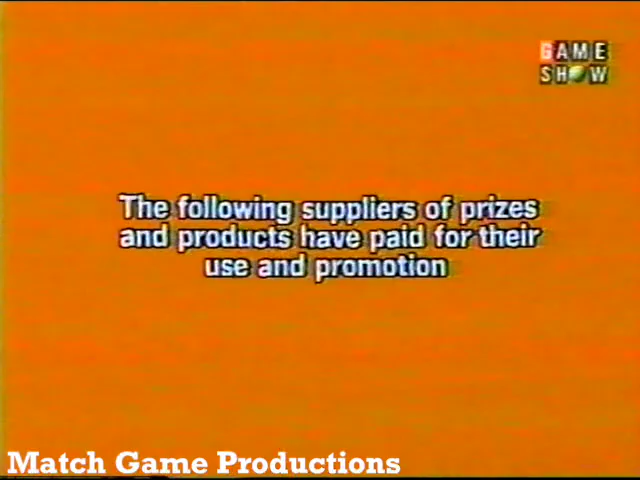 GAME
SHOW
The following suppliers of prizes
and products have paid for their
use and promotion
Match Game Productions